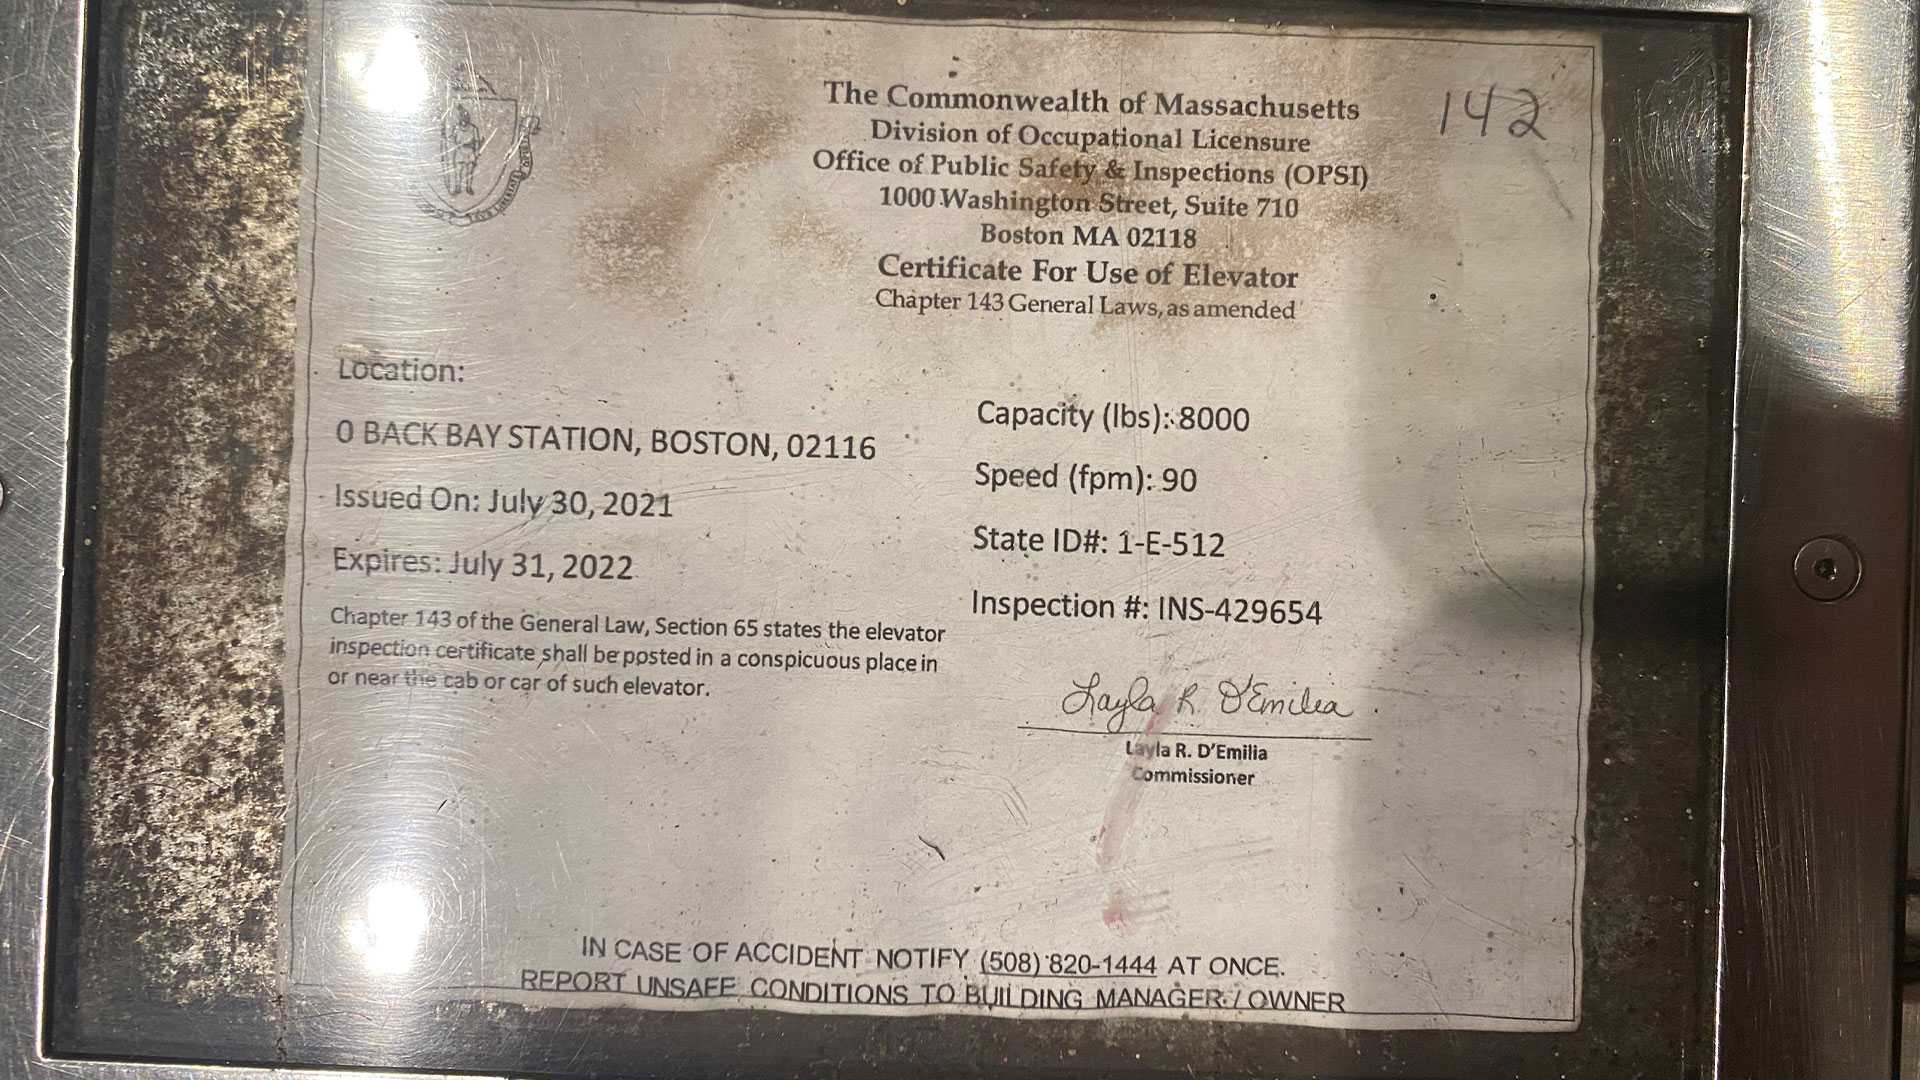 142
The Commonwealth of Massachusetts
Division of Occupational Licensure
Office of Public Safety & Inspections (OPSI)
1000 Washington Street, Suite 710
Boston MA 02118
Certificate For Use of Elevator
Chapter 143 General Laws, as amended
Location:
0 BACK BAY STATION, BOSTON, 02116
Issued On: July 30, 2021
Expires: July 31, 2022
Chapter 143 of the General Law, Section 65 states the elevator
inspection certificate shall be posted in a conspicuous place in
or near the cab or car of such elevator.
Capacity (lbs): 8000
Speed (fpm): 90
State ID#: 1-E-512
Inspection #: INS-429654
Layla R. D'Emilia
Layla R. D'Emilia
Commissioner
IN CASE OF ACCIDENT NOTIFY (508) 820-1444 AT ONCE.
REPORT UNSAFE CONDITIONS TO BUILDING MANAGER / OWNER